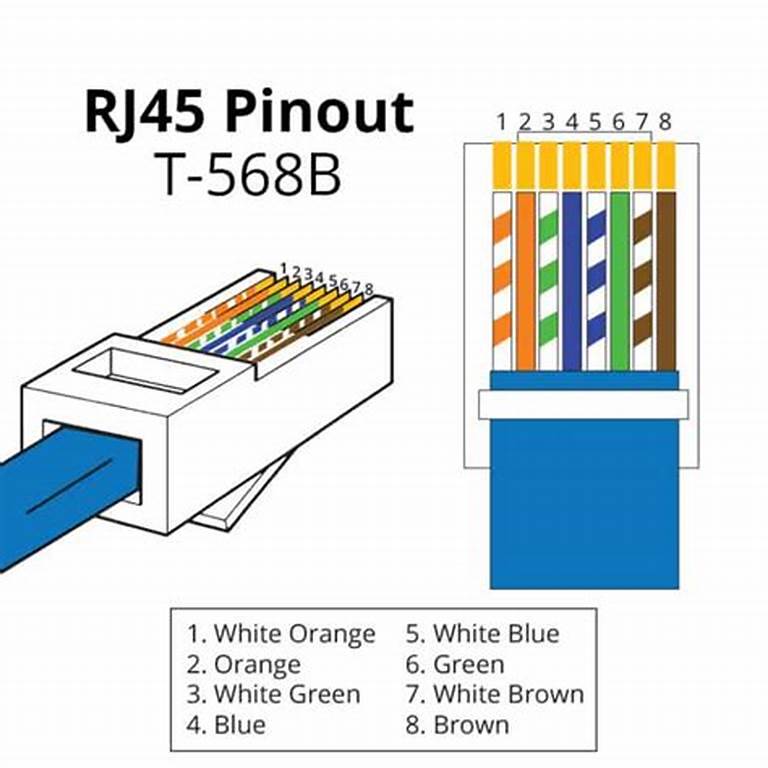 RJ45 Pinout
T-568B
1 2 3 4 5 6 7 8
1 2 3 4 5 6 7 8
1. White Orange
2. Orange
3. White Green
4. Blue
5. White Blue
6. Green
7. White Brown
8. Brown